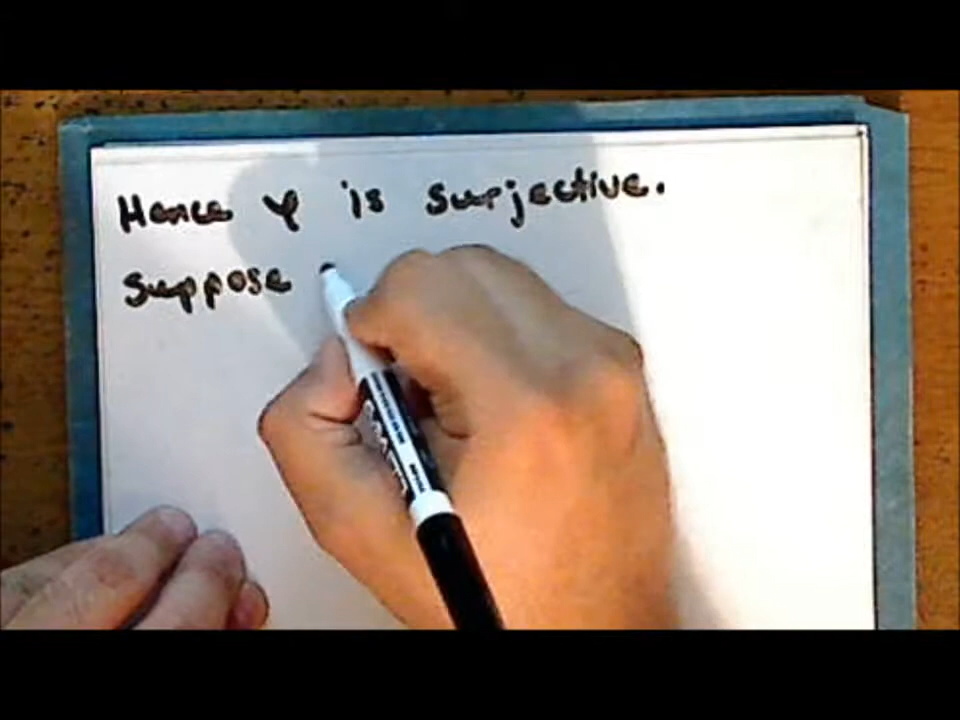 Hence φ is surjective.
Suppose